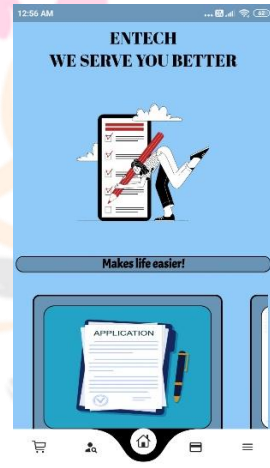 12:56 AM
ENTECH
WE SERVE YOU BETTER
Makes life easier!
APPLICATION